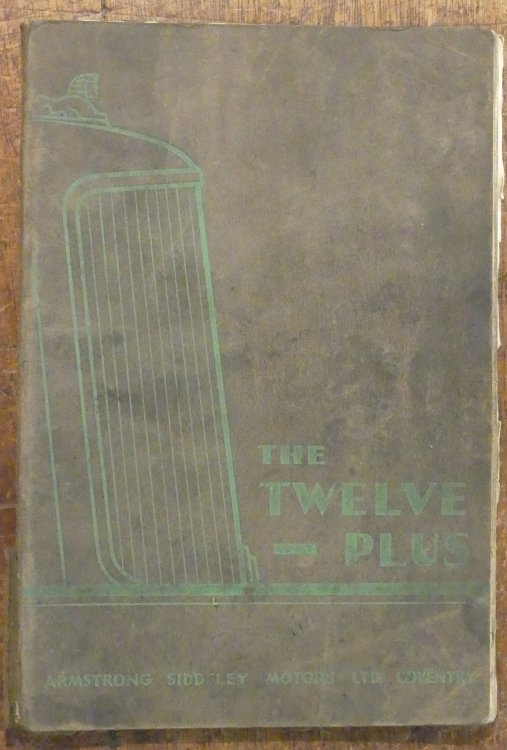 THE
TWELVE
— PLUS
ARMSTRONG SIDDELEY MOTORS LTD COVENTRY